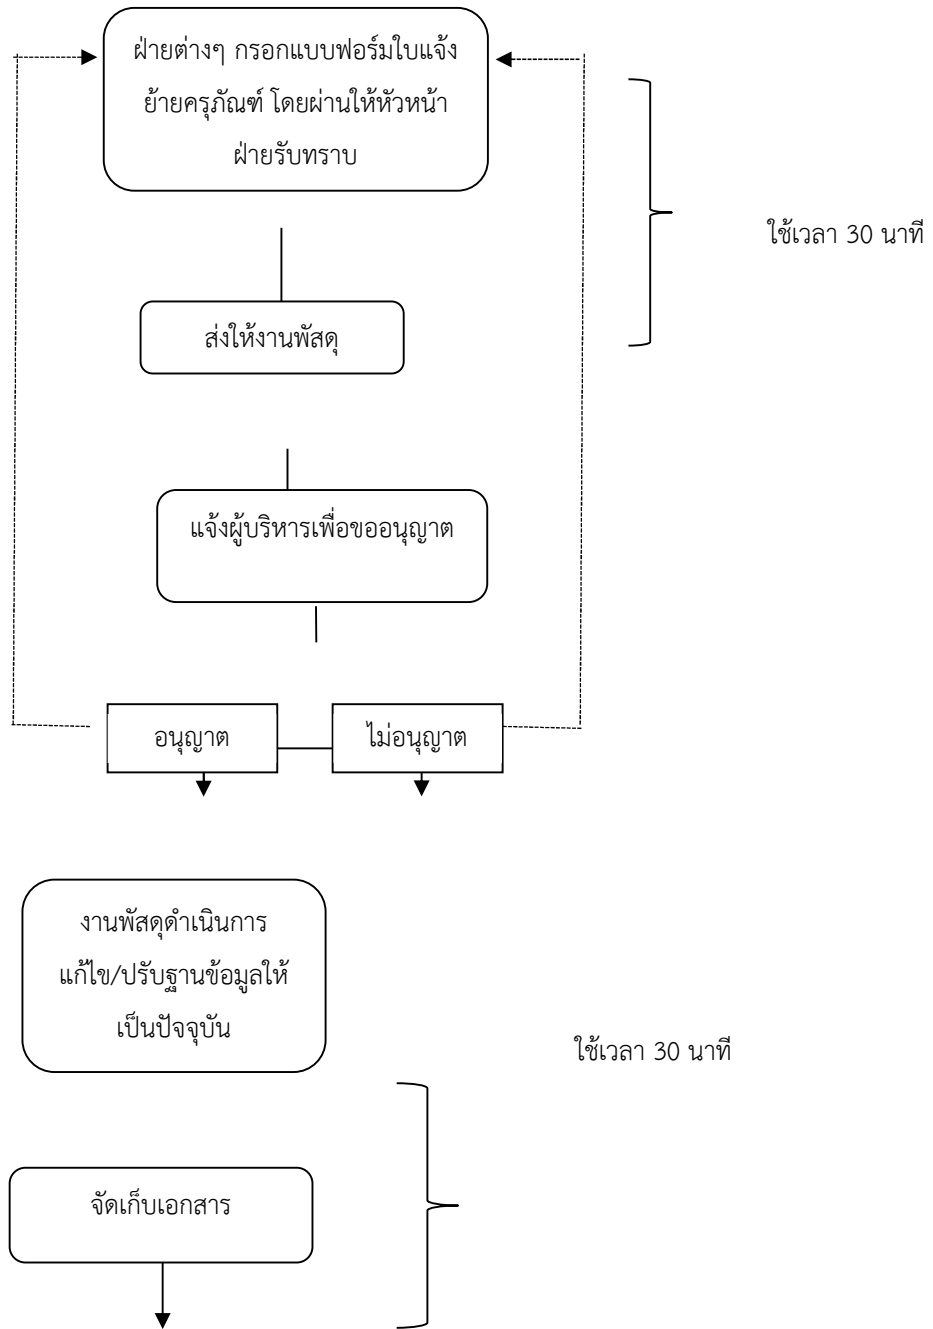 ฝ่ายต่างๆ กรอกแบบฟอร์มใบแจ้ง
ย้ายครุภัณฑ์ โดยผ่านให้หัวหน้า
ฝ่ายรับทราบ
ใช้เวลา 30 นาที
ส่งให้งานพัสดุ
แจ้งผู้บริหารเพื่อขออนุญาต
อนุญาต
ไม่อนุญาต
งานพัสดุดำเนินการ
แก้ไข/ปรับฐานข้อมูลให้
เป็นปัจจุบัน
ใช้เวลา 30 นาที
จัดเก็บเอกสาร